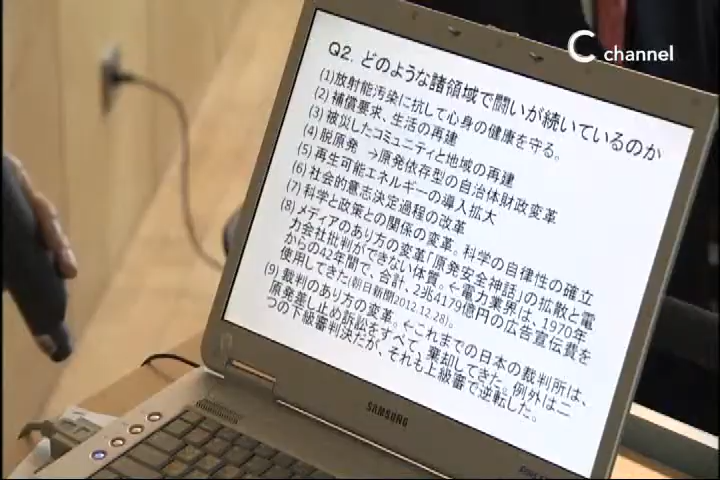 C channel
Q2. どのような諸領域で闘いが続いているのか
(1)放射能汚染に抗して心身の健康を守る。
(2) 補償要求、生活の再建
(3) 被災したコミュニティと地域の再建
(4) 脱原発 →原発依存型の自治体財政変革
(5) 再生可能エネルギーの導入拡大
(6) 社会的意志決定過程の改革
(7) 科学と政策との関係の変革。科学の自律性の確立
(8) メディアのあり方の変革「原発安全神話」の拡散と電
力会社批判ができない体質。←電力業界は、1970年
からの42年間で、合計、2兆4179億円の広告宣伝費を
使用してきた(朝日新聞2012.12.28)。
(9) 裁判のあり方の変革。←これまでの日本の裁判所は、
原発差し止め訴訟をすべて、棄却してきた。例外は二
つの下級審判決だが、それも上級審で逆転した。
SAMSUNG